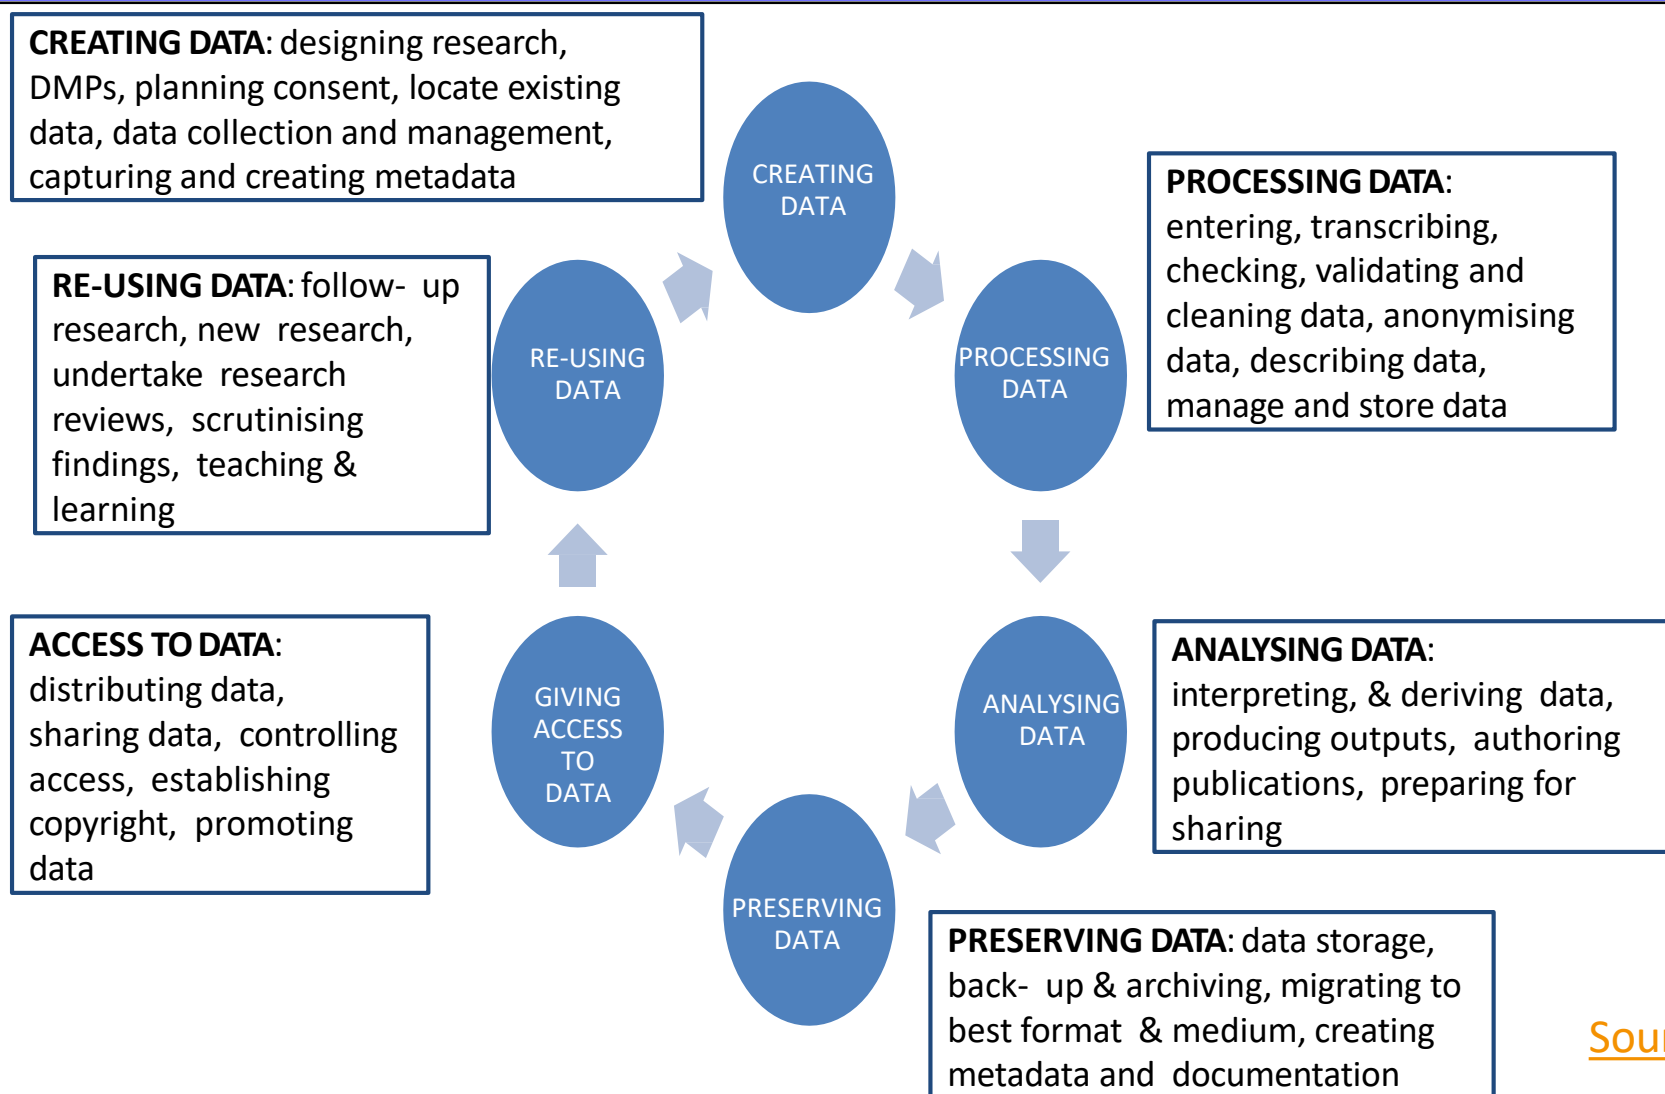 CREATING DATA: designing research,
DMPs, planning consent, locate existing
data, data collection and management,
capturing and creating metadata
CREATING
DATA
PROCESSING DATA:
entering, transcribing,
checking, validating and
cleaning data, anonymising
data, describing data,
manage and store data
RE-USING DATA: follow- up
research, new research,
undertake research
reviews, scrutinising
findings, teaching &
learning
RE-USING
DATA
PROCESSING
DATA
ACCESS TO DATA:
distributing data,
sharing data, controlling
access, establishing
copyright, promoting
data
GIVING
ACCESS
TO
DATA
ANALYSING
DATA
ANALYSING DATA:
interpreting, & deriving data,
producing outputs, authoring
publications, preparing for
sharing
PRESERVING
DATA
PRESERVING DATA: data storage,
back- up & archiving, migrating to
best format & medium, creating
metadata and documentation